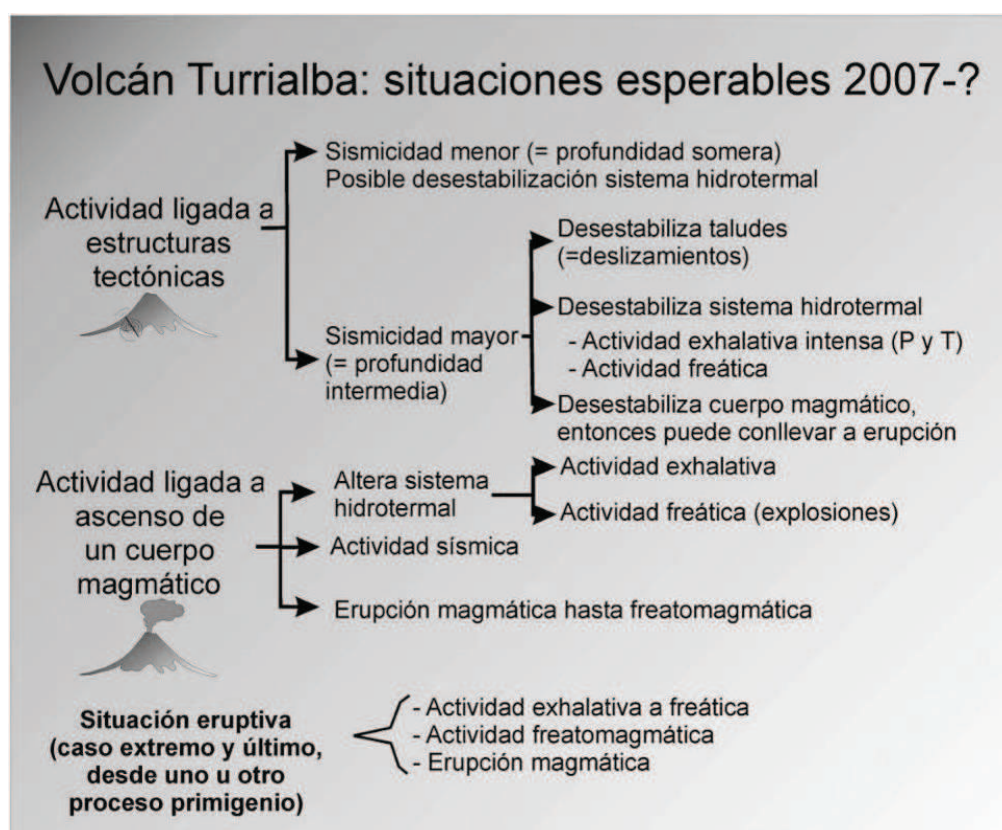 Volcán Turrialba: situaciones esperables 2007-?
Actividad ligada a
estructuras
tectónicas
Sismicidad menor (= profundidad somera)
Posible desestabilización sistema hidrotermal
Sismicidad mayor
(= profundidad
intermedia)
Desestabiliza taludes
(=deslizamientos)
Desestabiliza sistema hidrotermal
- Actividad exhalativa intensa (P y T)
- Actividad freática
Desestabiliza cuerpo magmático,
entonces puede conllevar a erupción
Actividad ligada a
ascenso de
un cuerpo
magmático
Altera sistema
hidrotermal
Actividad exhalativa
Actividad freática (explosiones)
Actividad sísmica
Erupción magmática hasta freatomagmática
Situación eruptiva
(caso extremo y último,
desde uno u otro
proceso primigenio)
- Actividad exhalativa a freática
- Actividad freatomagmática
- Erupción magmática